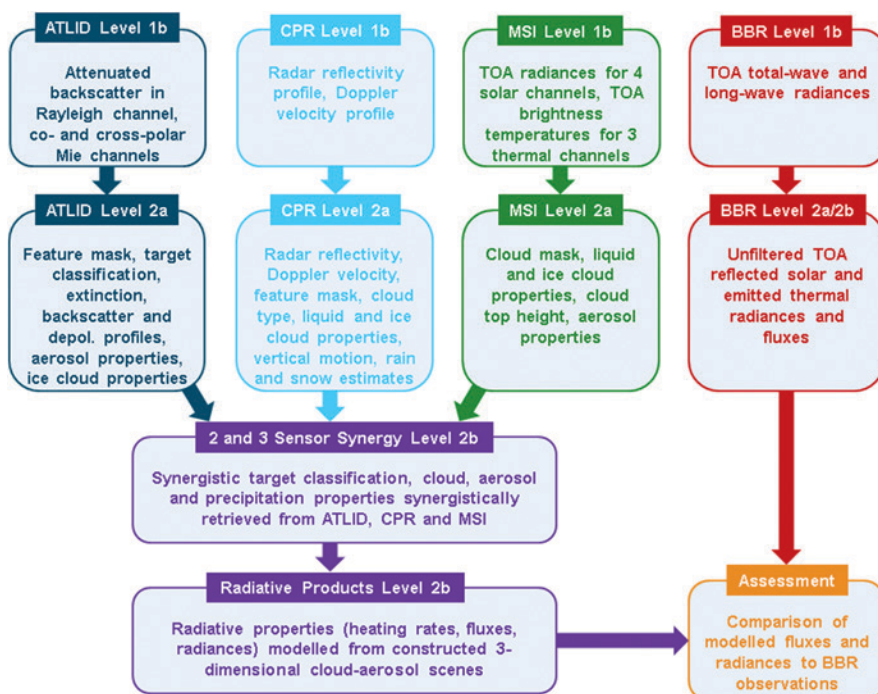 ATLID Level 1b
Attenuated
backscatter in
Rayleigh channel,
co- and cross-polar
Mie channels
CPR Level 1b
Radar reflectivity
profile, Doppler
velocity profile
MSI Level 1b
TOA radiances for 4
solar channels, TOA
brightness
temperatures for 3
thermal channels
BBR Level 1b
TOA total-wave and
long-wave radiances
ATLID Level 2a
Feature mask, target
classification,
extinction,
backscatter and
depol. profiles,
aerosol properties,
ice cloud properties
CPR Level 2a
Radar reflectivity,
Doppler velocity,
feature mask, cloud
type, liquid and ice
cloud properties,
vertical motion, rain
and snow estimates
MSI Level 2a
Cloud mask, liquid
and ice cloud
properties, cloud
top height, aerosol
properties
BBR Level 2a/2b
Unfiltered TOA
reflected solar and
emitted thermal
radiances and
fluxes
2 and 3 Sensor Synergy Level 2b
Synergistic target classification, cloud, aerosol
and precipitation properties synergistically
retrieved from ATLID, CPR and MSI
Radiative Products Level 2b
Radiative properties (heating rates, fluxes,
radiances) modelled from constructed 3-
dimensional cloud-aerosol scenes
Assessment
Comparison of
modelled fluxes and
radiances to BBR
observations